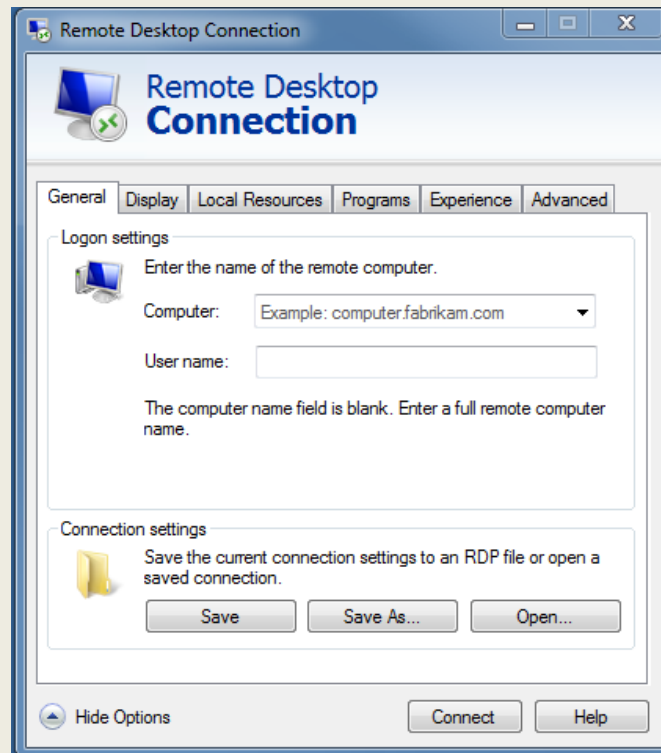 Remote Desktop Connection
Remote Desktop
Connection
General Display Local Resources Programs Experience Advanced
Logon settings
Enter the name of the remote computer.
Computer: Example: computer.fabrikam.com
User name:
The computer name field is blank. Enter a full remote computer
name.
Connection settings
Save the current connection settings to an RDP file or open a
saved connection.
Save Save As... Open...
Hide Options Connect Help